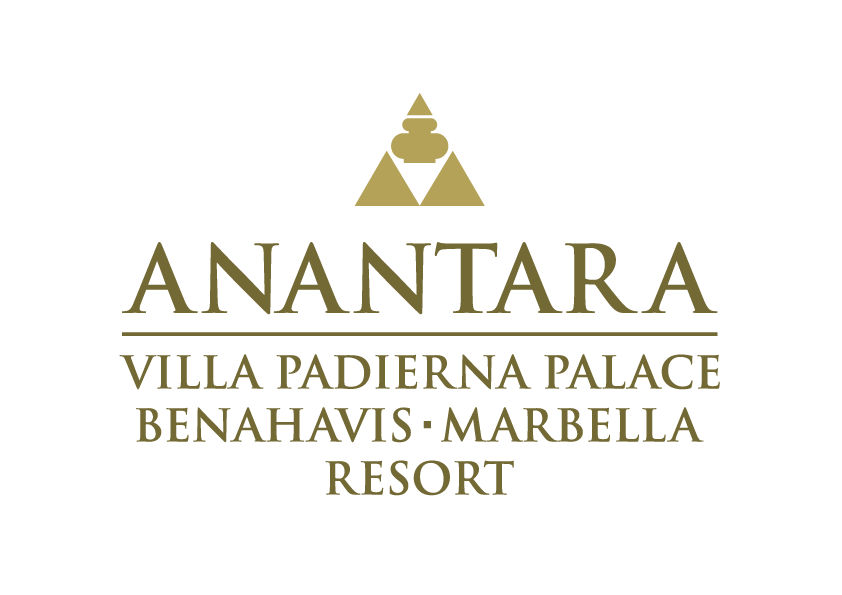 ANANTARA
VILLA PADIERNA PALACE
BENAHAVIS · MARBELLA
RESORT